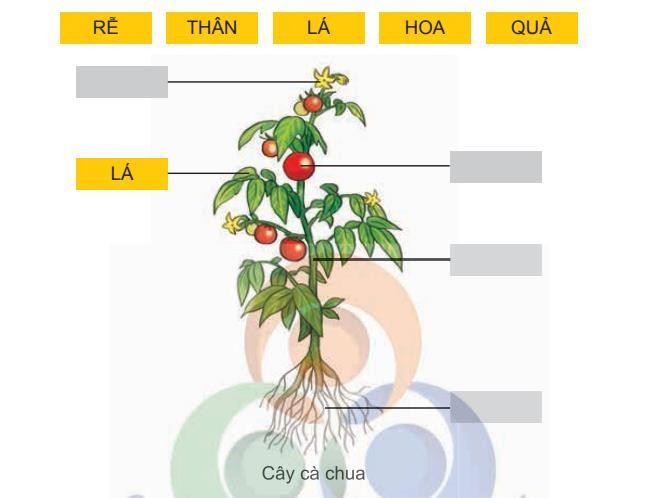 RỄ THÂN LÁ HOA QUẢ
LÁ
Cây cà chua